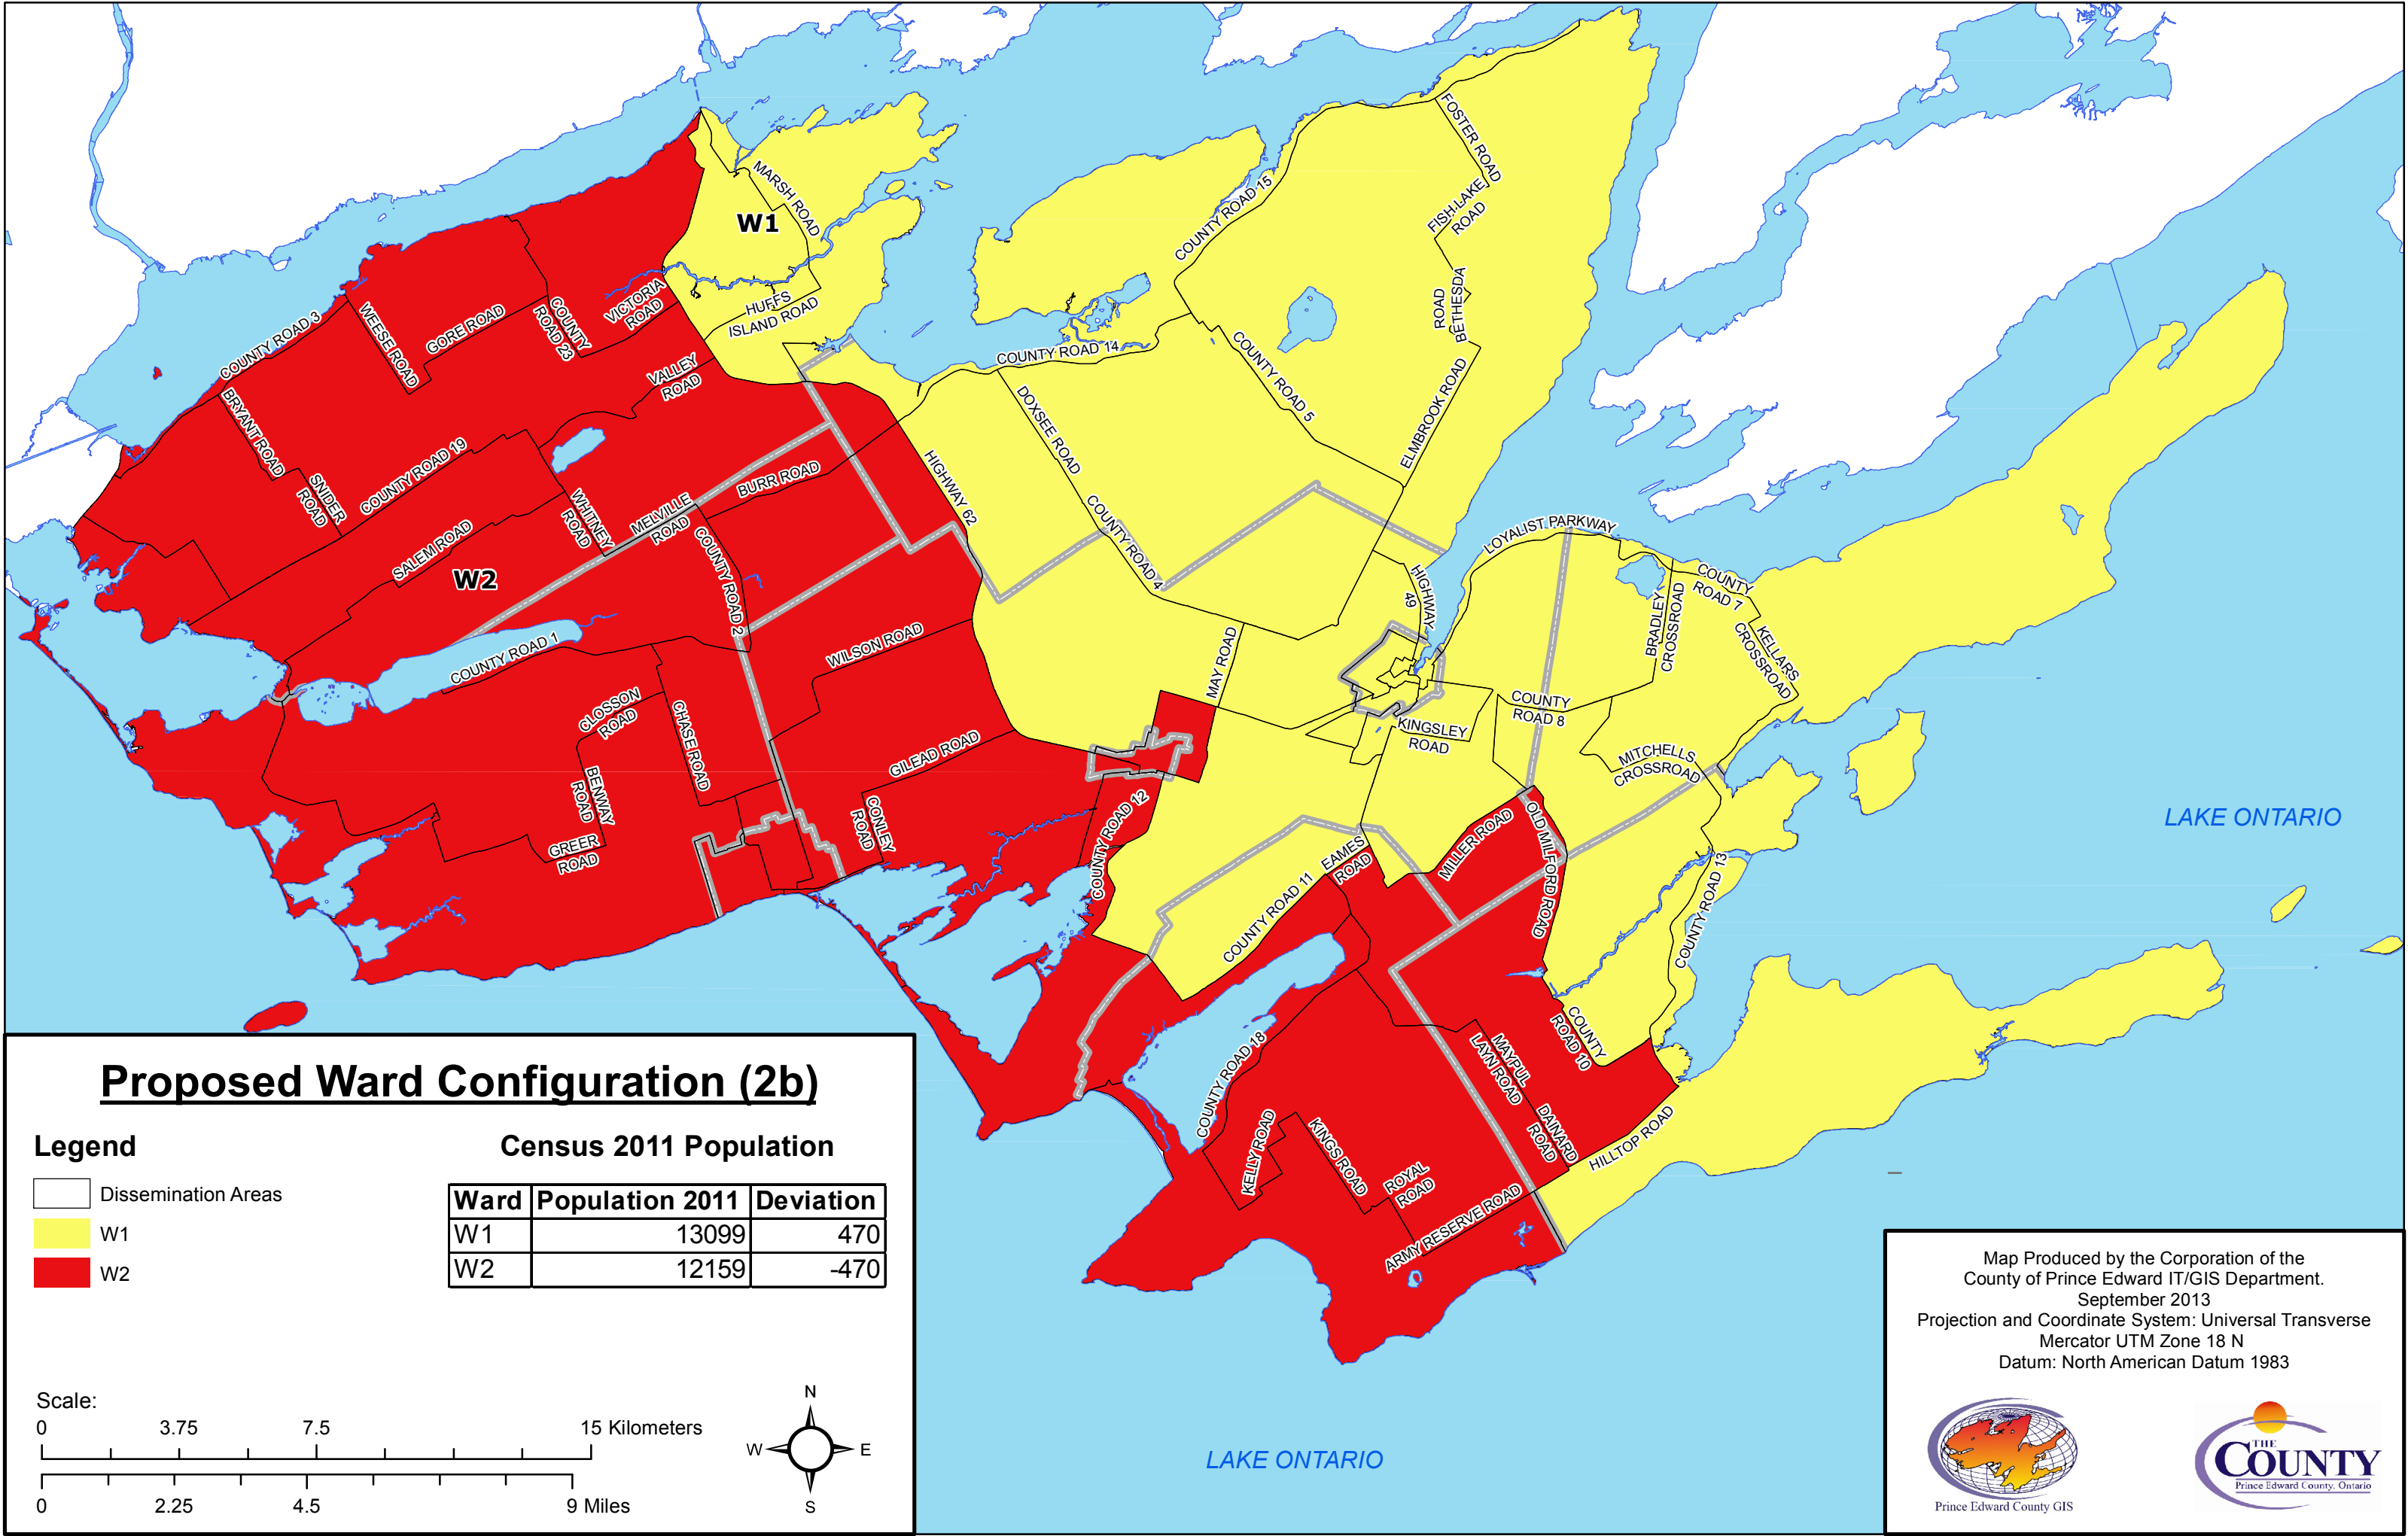 FOSTER ROAD
MARSH ROAD
COUNTY ROAD 15
FISH LAKE
ROAD
W1
BETHESDA
ROAD
VICTORIA
ROAD
HUFFS
ISLAND ROAD
COUNTY ROAD 3
WEESE ROAD
GORE ROAD
COUNTY
ROAD 23
COUNTY ROAD 14
COUNTY ROAD 5
VALLEY
ROAD
BRYANT ROAD
DOXSEE ROAD
ELMBROOK ROAD
COUNTY ROAD 19
SNIDER
ROAD
BURR ROAD
HIGHWAY 62
WHITNEY
ROAD
MELVILLE
ROAD
SALEM ROAD
COUNTY ROAD 4
LOYALIST PARKWAY
W2
COUNTY ROAD 2
HIGHWAY
49
COUNTY
ROAD 7
BRADLEY
CROSSROAD
KELLARS
CROSSROAD
COUNTY ROAD 1
WILSON ROAD
MAY ROAD
CLOSSON
ROAD
CHASE ROAD
COUNTY
ROAD 8
KINGSLEY
ROAD
GILEAD ROAD
MITCHELLS
CROSSROAD
BENWAY
ROAD
CONLEY
ROAD
COUNTY ROAD 12
MILLER ROAD
OLD MILFORD ROAD
LAKE ONTARIO
GREER
ROAD
EAMES
ROAD
COUNTY ROAD 11
COUNTY ROAD 13
COUNTY
ROAD 10
COUNTY ROAD 18
MAYPUL
LAYN ROAD
DAINARD
ROAD
HILLTOP ROAD
KELLY ROAD
KINGS ROAD
ROYAL
ROAD
ARMY RESERVE ROAD
LAKE ONTARIO
Proposed Ward Configuration (2b)
Legend
Dissemination Areas
W1
W2
Census 2011 Population
Ward Population 2011 Deviation
W1 13099 470
W2 12159 -470
Scale:
0 3.75 7.5 15 Kilometers
0 2.25 4.5 9 Miles
N
W E
S
Map Produced by the Corporation of the
County of Prince Edward IT/GIS Department.
September 2013
Projection and Coordinate System: Universal Transverse
Mercator UTM Zone 18 N
Datum: North American Datum 1983
Prince Edward County GIS
THE
COUNTY
Prince Edward County, Ontario